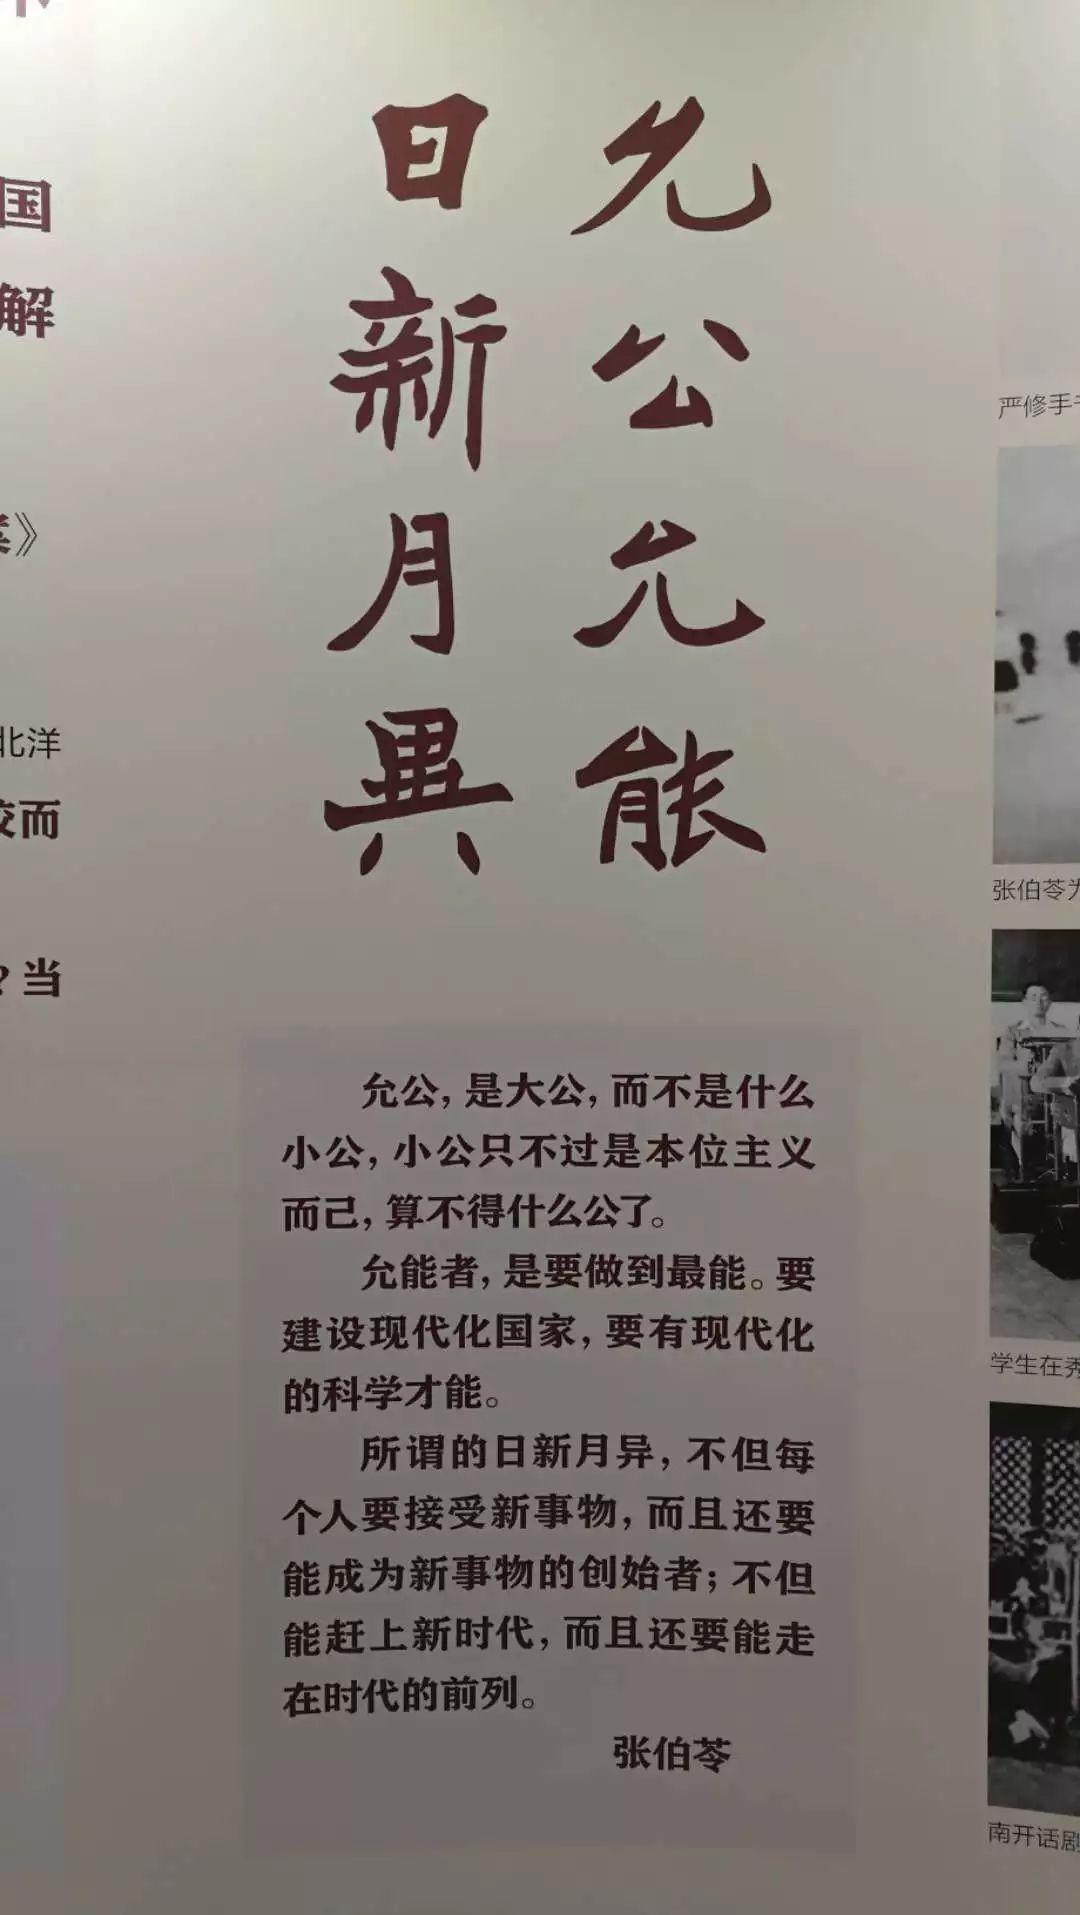 允公允能
日新月異
允公，是大公，而不是什么
小公，小公只不过是本位主义
而己，算不得什么公了。
允能者，是要做到最能。要
建设现代化国家，要有现代化
的科学才能。
所谓的日新月异，不但每
个人要接受新事物，而且还要
能成为新事物的创始者；不但
能赶上新时代，而且还要能走
在时代的前列。
张伯苓
国
解
》
北洋
校而
？当
严修手
张伯苓为
学生在秀
南开话剧